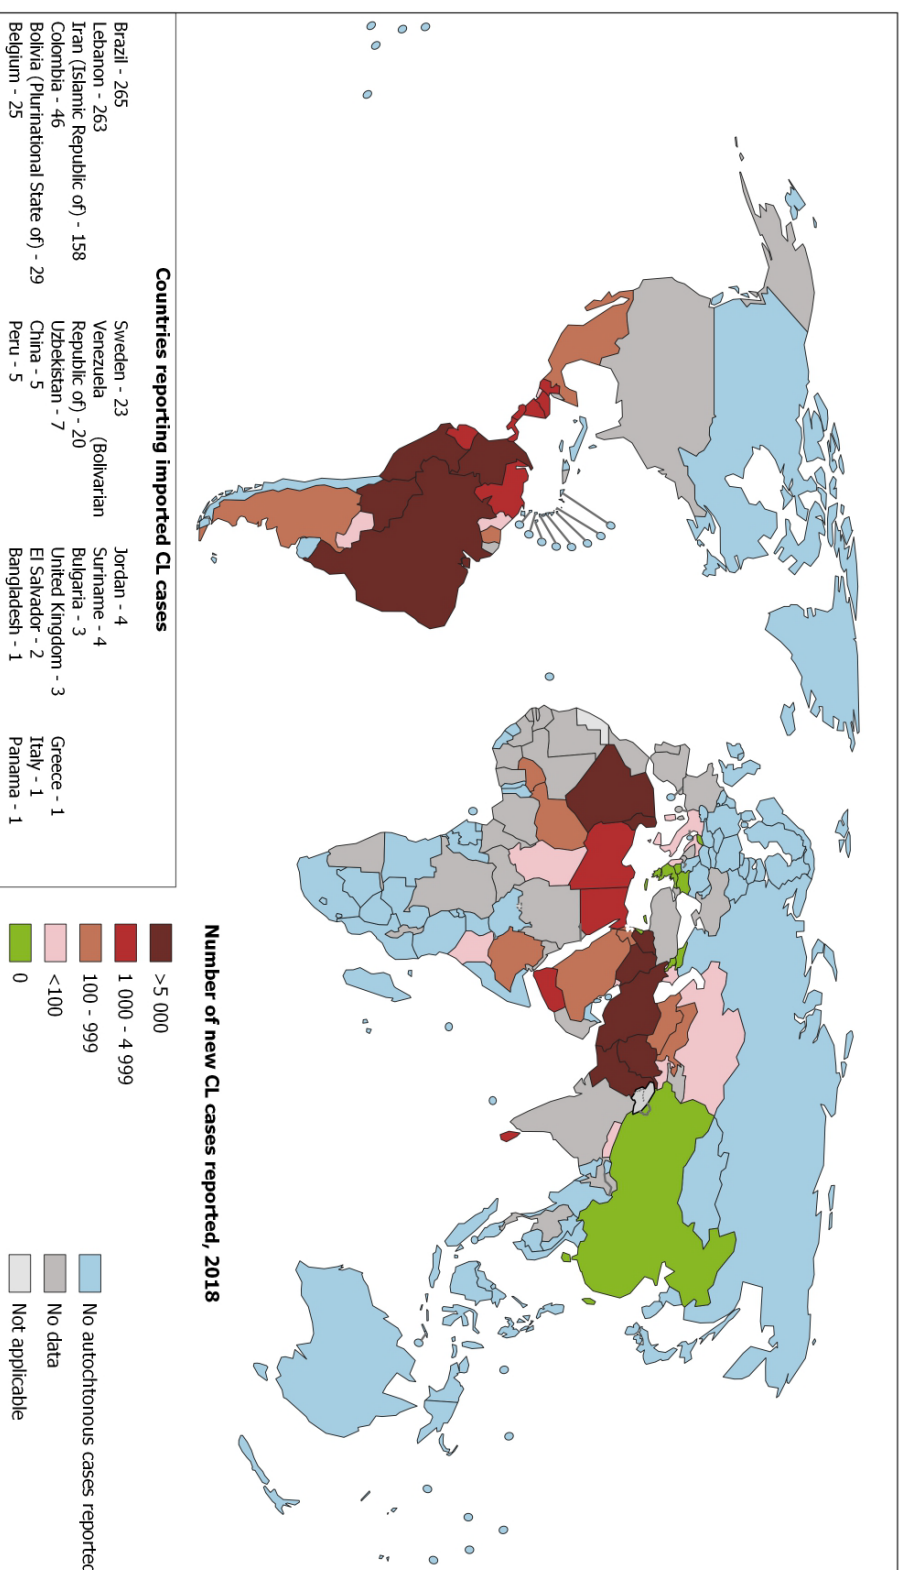 Countries reporting imported CL cases
Brazil - 265
Lebanon - 263
Iran (Islamic Republic of) - 158
Colombia - 46
Bolivia (Plurinational State of) - 29
Belgium - 25
Sweden - 23
Venezuela (Bolivarian
Republic of) - 20
Uzbekistan - 7
China - 5
Peru - 5
Jordan - 4
Suriname - 4
Bulgaria - 3
United Kingdom - 3
El Salvador - 2
Bangladesh - 1
Greece - 1
Italy - 1
Panama - 1
Number of new CL cases reported, 2018
>5 000
1 000 - 4 999
100 - 999
<100
0
No autochtonous cases reported
No data
Not applicable